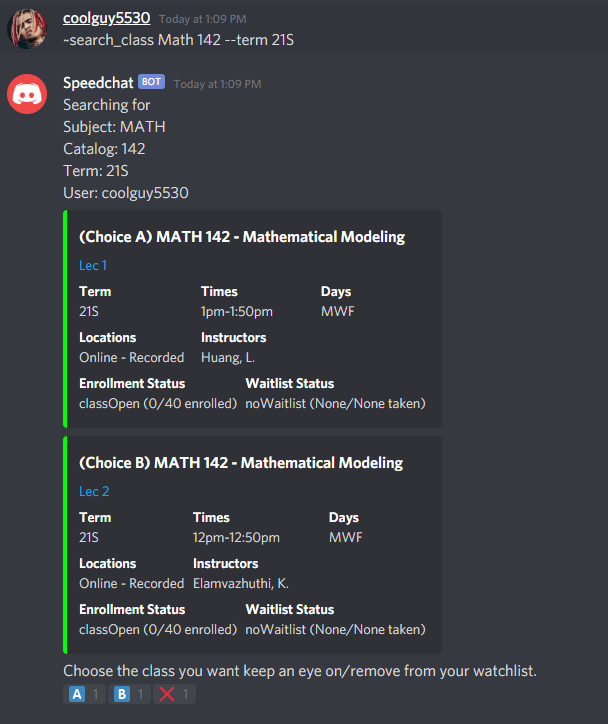 coolguy5530 Today at 1:09 PM
~search_class Math 142 --term 21S
Speedchat BOT Today at 1:09 PM
Searching for
Subject: MATH
Catalog: 142
Term: 21S
User: coolguy5530
(Choice A) MATH 142 - Mathematical Modeling
Lec 1
Term Times Days
21S 1pm-1:50pm MWF
Locations Instructors
Online - Recorded Huang, L.
Enrollment Status Waitlist Status
classOpen (0/40 enrolled) noWaitlist (None/None taken)
(Choice B) MATH 142 - Mathematical Modeling
Lec 2
Term Times Days
21S 12pm-12:50pm MWF
Locations Instructors
Online - Recorded Elamvazhuthi, K.
Enrollment Status Waitlist Status
classOpen (0/40 enrolled) noWaitlist (None/None taken)
Choose the class you want keep an eye on/remove from your watchlist.
A 1 B 1 ❌ 1